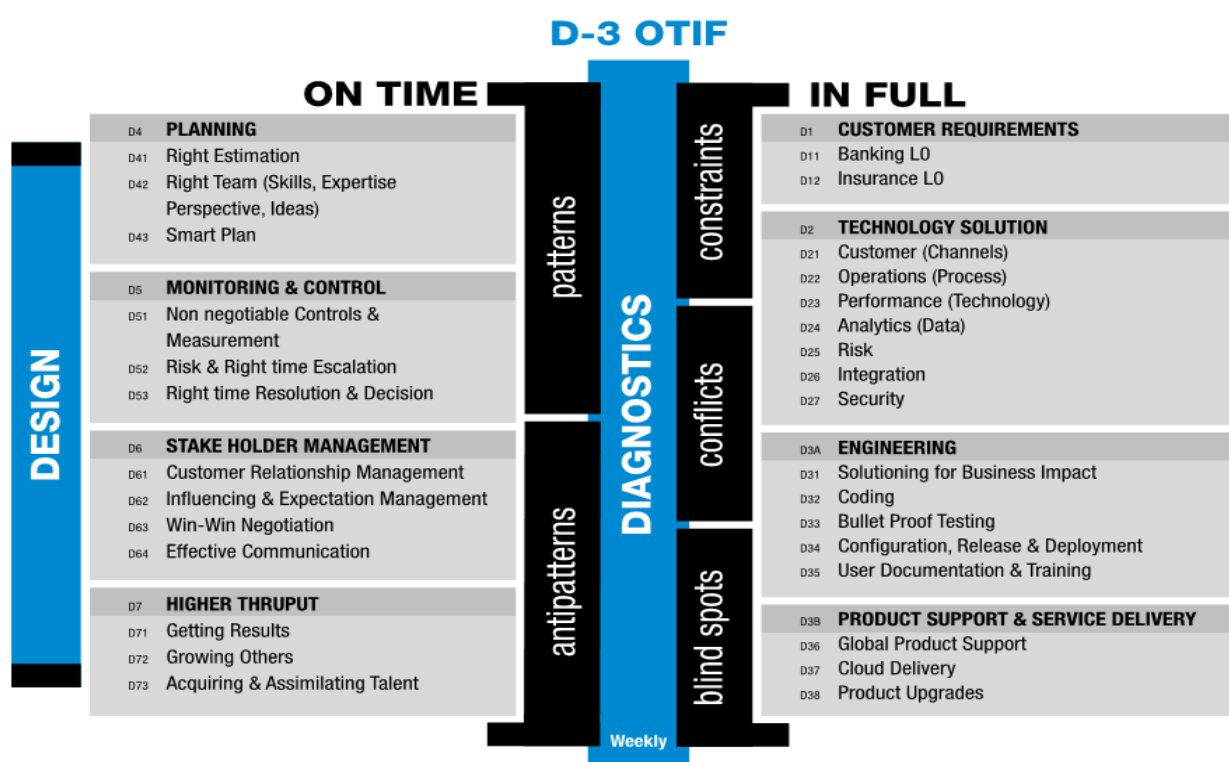 D-3 OTIF
ON TIME
IN FULL
DESIGN
D4 PLANNING
D41 Right Estimation
D42 Right Team (Skills, Expertise
Perspective, Ideas)
D43 Smart Plan
D5 MONITORING & CONTROL
D51 Non negotiable Controls &
Measurement
D52 Risk & Right time Escalation
D53 Right time Resolution & Decision
D6 STAKE HOLDER MANAGEMENT
D61 Customer Relationship Management
D62 Influencing & Expectation Management
D63 Win-Win Negotiation
D64 Effective Communication
D7 HIGHER THRUPUT
D71 Getting Results
D72 Growing Others
D73 Acquiring & Assimilating Talent
patterns
antipatterns
DIAGNOSTICS
Weekly
constraints
conflicts
blind spots
D1 CUSTOMER REQUIREMENTS
D11 Banking L0
D12 Insurance L0
D2 TECHNOLOGY SOLUTION
D21 Customer (Channels)
D22 Operations (Process)
D23 Performance (Technology)
D24 Analytics (Data)
D25 Risk
D26 Integration
D27 Security
D3A ENGINEERING
D31 Solutioning for Business Impact
D32 Coding
D33 Bullet Proof Testing
D34 Configuration, Release & Deployment
D35 User Documentation & Training
D3B PRODUCT SUPPORT & SERVICE DELIVERY
D36 Global Product Support
D37 Cloud Delivery
D38 Product Upgrades